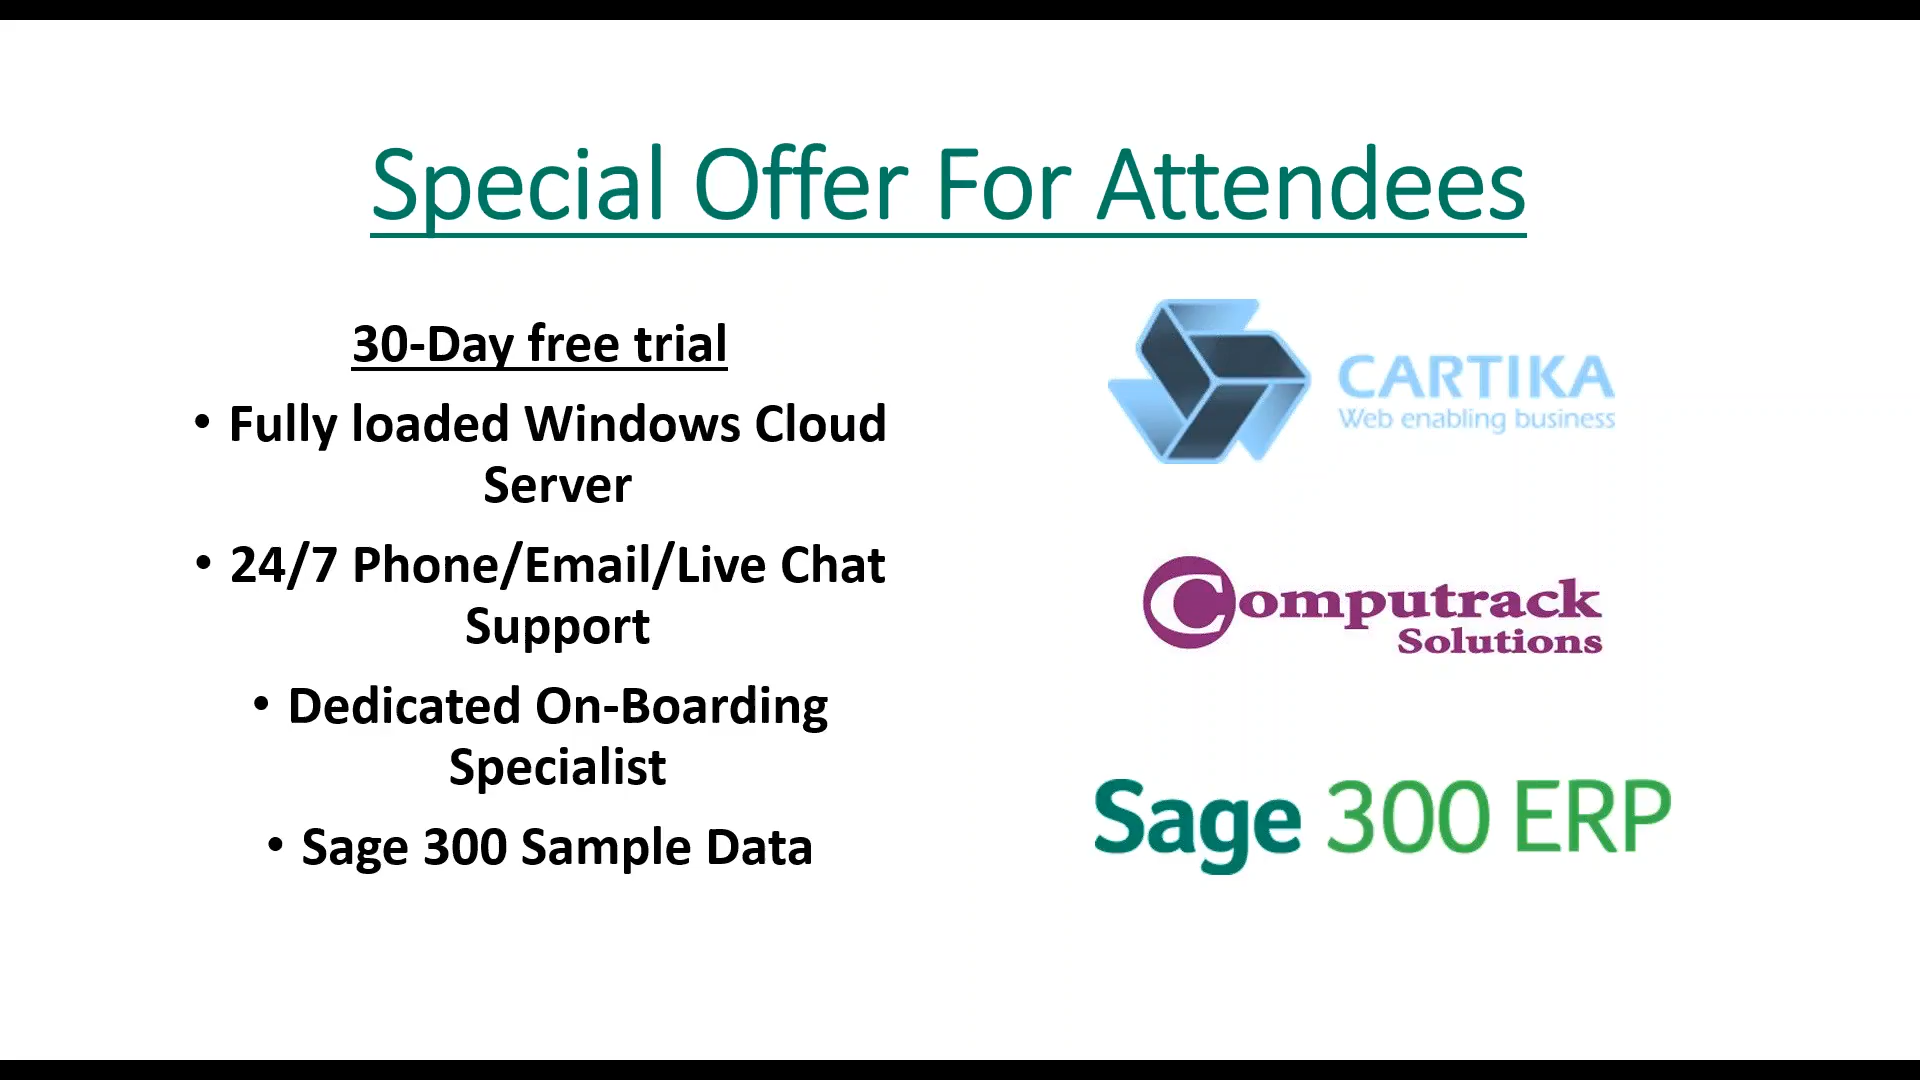 Special Offer For Attendees
30-Day free trial
• Fully loaded Windows Cloud
Server
• 24/7 Phone/Email/Live Chat
Support
• Dedicated On-Boarding
Specialist
• Sage 300 Sample Data
CARTIKA
Web enabling business
Computrack
Solutions
Sage 300 ERP